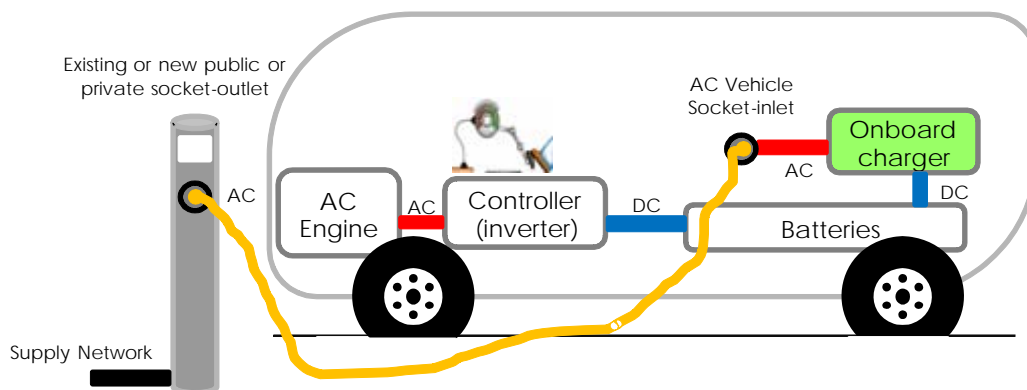 Existing or new public or
private socket-outlet
AC
Supply Network
AC
Engine
AC
Controller
(inverter)
DC
AC Vehicle
Socket-inlet
AC
Onboard
charger
DC
Batteries